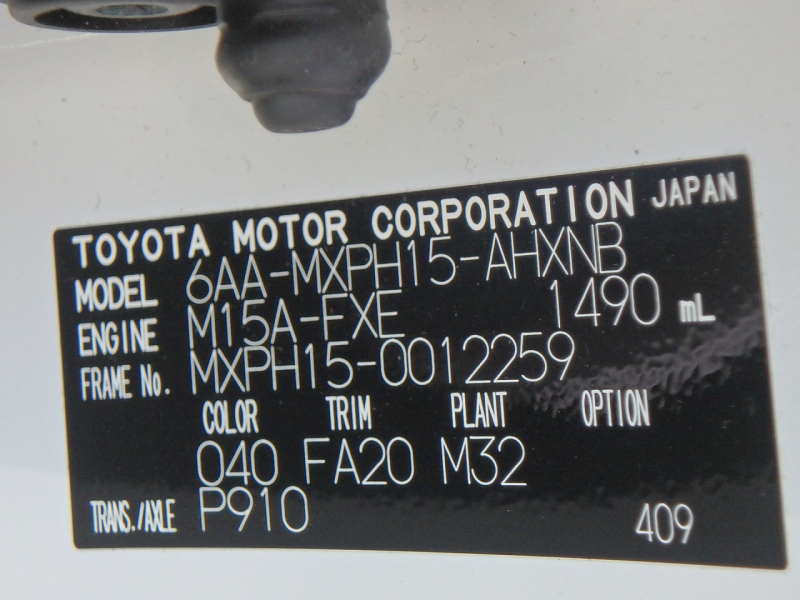 TOYOTA MOTOR CORPORATION JAPAN
MODEL 6AA-MXPH15-AHXNB
ENGINE M15A-FXE 1490 mL
FRAME No. MXPH15-0012259
COLOR TRIM PLANT OPTION
040 FA20 M32
TRANS./AXLE P910 409